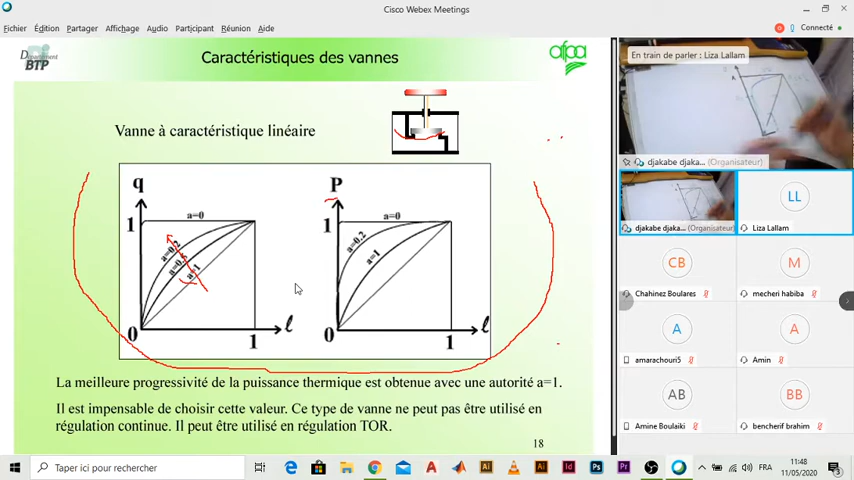 Cisco Webex Meetings
Fichier Édition Partager Affichage Audio Participant Réunion Aide
Connecté
Département
BTP
Caractéristiques des vannes
afpa
Vanne à caractéristique linéaire
q
1
a=0
a=0.2
a=0.5
a=1
0
1
ℓ
P
1
a=0
a=0.2
a=1
0
1
ℓ
La meilleure progressivité de la puissance thermique est obtenue avec une autorité a=1.
Il est impensable de choisir cette valeur. Ce type de vanne ne peut pas être utilisé en
régulation continue. Il peut être utilisé en régulation TOR.
18
En train de parler : Liza Lallam
djakabe djaka... (Organisateur)
djakabe djaka... (Organisateur)
LL
Liza Lallam
CB
Chahinez Boulares
M
mecheri habiba
A
amarachouri5
A
Amin
AB
Amine Boulaiki
BB
bencherif brahim
Taper ici pour rechercher
FRA
11:48
11/05/2020
3